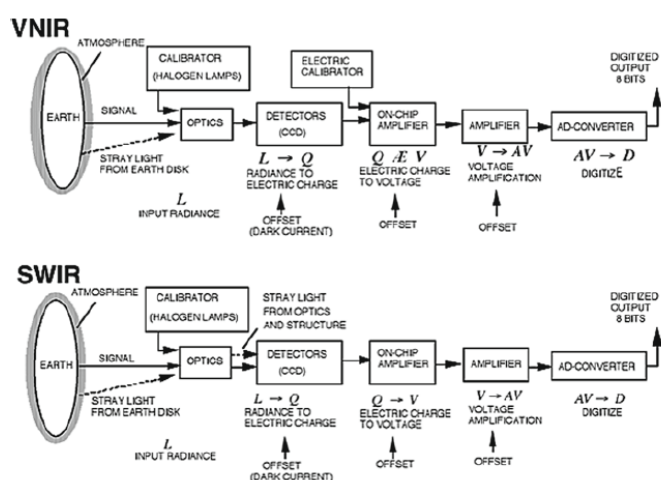 VNIR
ATMOSPHERE
CALIBRATOR
(HALOGEN LAMPS)
ELECTRIC
CALIBRATOR
DIGITIZED
OUTPUT
8 BITS
EARTH
SIGNAL
OPTICS
DETECTORS
(CCD)
ON-CHIP
AMPLIFIER
AMPLIFIER
AD-CONVERTER
STRAY LIGHT
FROM EARTH DISK
L → Q
RADIANCE TO
ELECTRIC CHARGE
Q Æ V
ELECTRIC CHARGE
TO VOLTAGE
V → AV
VOLTAGE
AMPLIFICATION
AV → D
DIGITIZE
L
INPUT RADIANCE
OFFSET
(DARK CURRENT)
OFFSET
OFFSET
SWIR
ATMOSPHERE
CALIBRATOR
(HALOGEN LAMPS)
STRAY LIGHT
FROM OPTICS
AND STRUCTURE
DIGITIZED
OUTPUT
8 BITS
EARTH
SIGNAL
OPTICS
DETECTORS
(CCD)
ON-CHIP
AMPLIFIER
AMPLIFIER
AD-CONVERTER
STRAY LIGHT
FROM EARTH DISK
L → Q
RADIANCE TO
ELECTRIC CHARGE
Q → V
ELECTRIC CHARGE
TO VOLTAGE
V → AV
VOLTAGE
AMPLIFICATION
AV → D
DIGITIZE
L
INPUT RADIANCE
OFFSET
(DARK CURRENT)
OFFSET
OFFSET